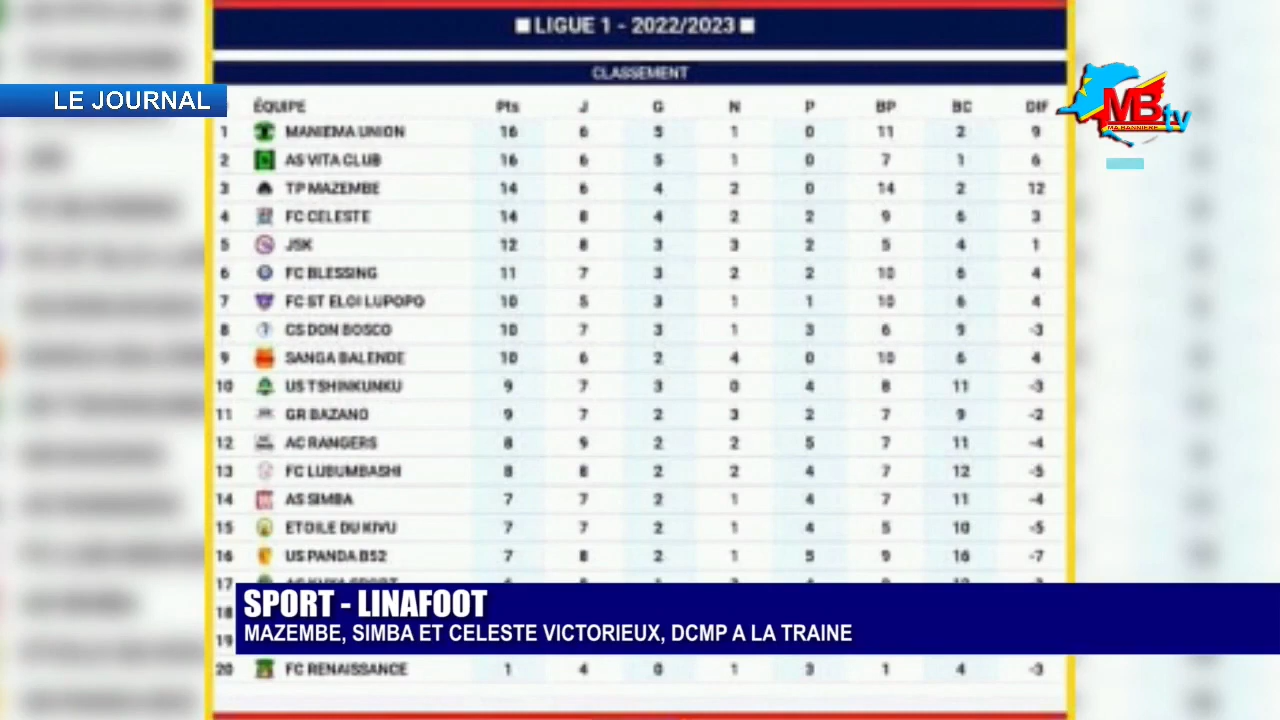 LIGUE 1 - 2022/2023
CLASSEMENT
LE JOURNAL
ÉQUIPE Pts J G N P BP BC DIF
1 MANIEMA UNION 16 6 5 1 0 11 2 9
2 AS VITA CLUB 16 6 5 1 0 7 1 6
3 TP MAZEMBE 14 6 4 2 0 14 2 12
4 FC CELESTE 14 8 4 2 2 9 6 3
5 JSK 12 8 3 3 2 5 4 1
6 FC BLESSING 11 7 3 2 2 10 6 4
7 FC ST ELOI LUPOPO 10 5 3 1 1 10 6 4
8 CS DON BOSCO 10 7 3 1 3 6 9 -3
9 SANGA BALENDE 10 6 2 4 0 10 6 4
10 US TSHINKUNKU 9 7 3 0 4 8 11 -3
11 GR BAZANO 9 7 2 3 2 7 9 -2
12 AC RANGERS 8 9 2 2 5 7 11 -4
13 FC LUBUMBASHI 8 8 2 2 4 7 12 -5
14 AS SIMBA 7 7 2 1 4 7 11 -4
15 ETOILE DU KIVU 7 7 2 1 4 5 10 -5
16 US PANDA B52 7 8 2 1 5 9 16 -7
17
18
19
20 FC RENAISSANCE 1 4 0 1 3 1 4 -3
MB tv
MA BANNIERE
SPORT - LINAFOOT
MAZEMBE, SIMBA ET CELESTE VICTORIEUX, DCMP A LA TRAINE